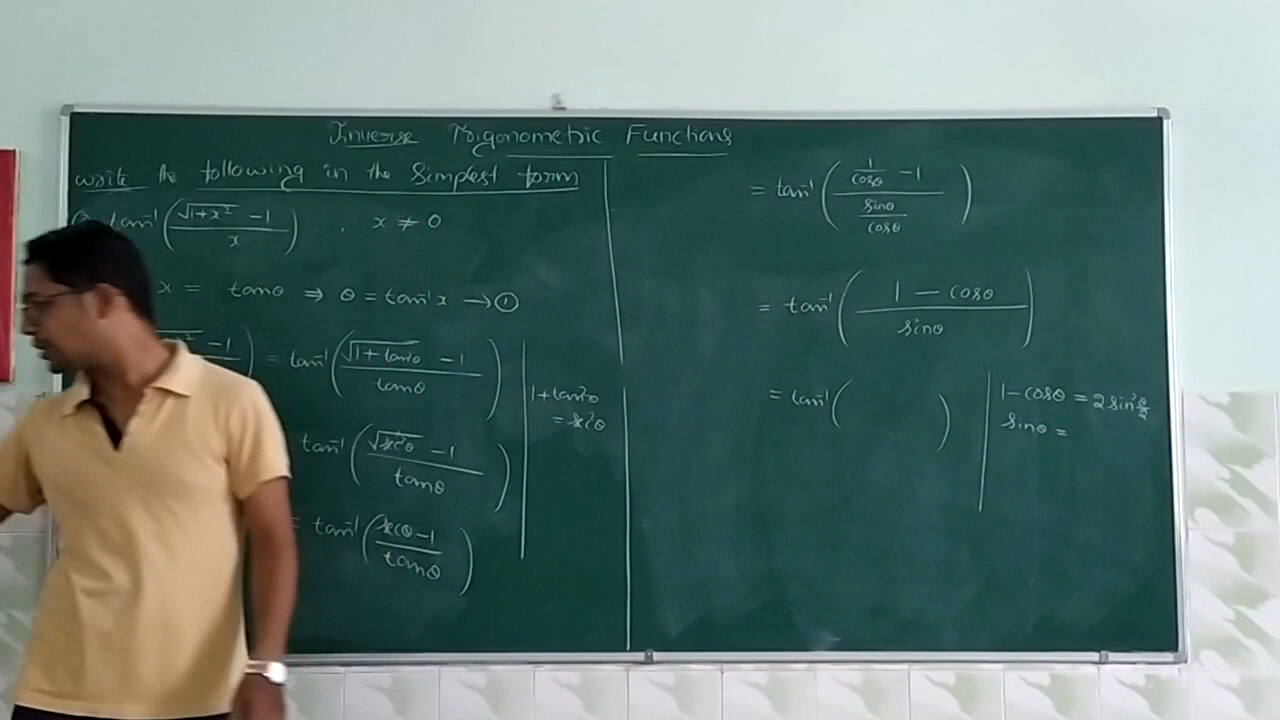 Inverse Trigonometric Functions
write the following in the Simplest form
tan⁻¹(√(1+x²) -1 / x) , x ≠ 0
x = tanθ ⇒ θ = tan⁻¹x → ①
-1) = tan⁻¹(√(1+tan²θ) -1 / tanθ)
1+tan²θ
= sec²θ
tan⁻¹(√(sec²θ) -1 / tanθ)
= tan⁻¹(secθ-1 / tanθ)
= tan⁻¹((1/cosθ -1) / (sinθ/cosθ))
= tan⁻¹(1 - cosθ / sinθ)
= tan⁻¹( )
1-cosθ = 2sin²θ/2
sinθ =